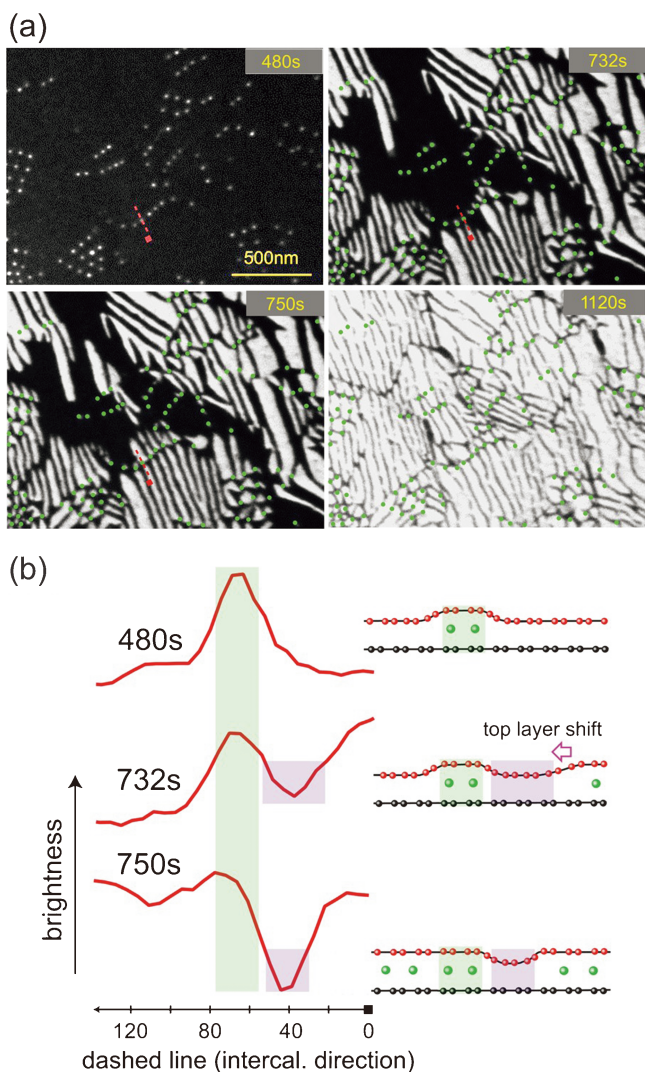 (a)
480s
732s
500nm
750s
1120s
(b)
480s
top layer shift
732s
750s
brightness
120 80 40 0
dashed line (intercal. direction)